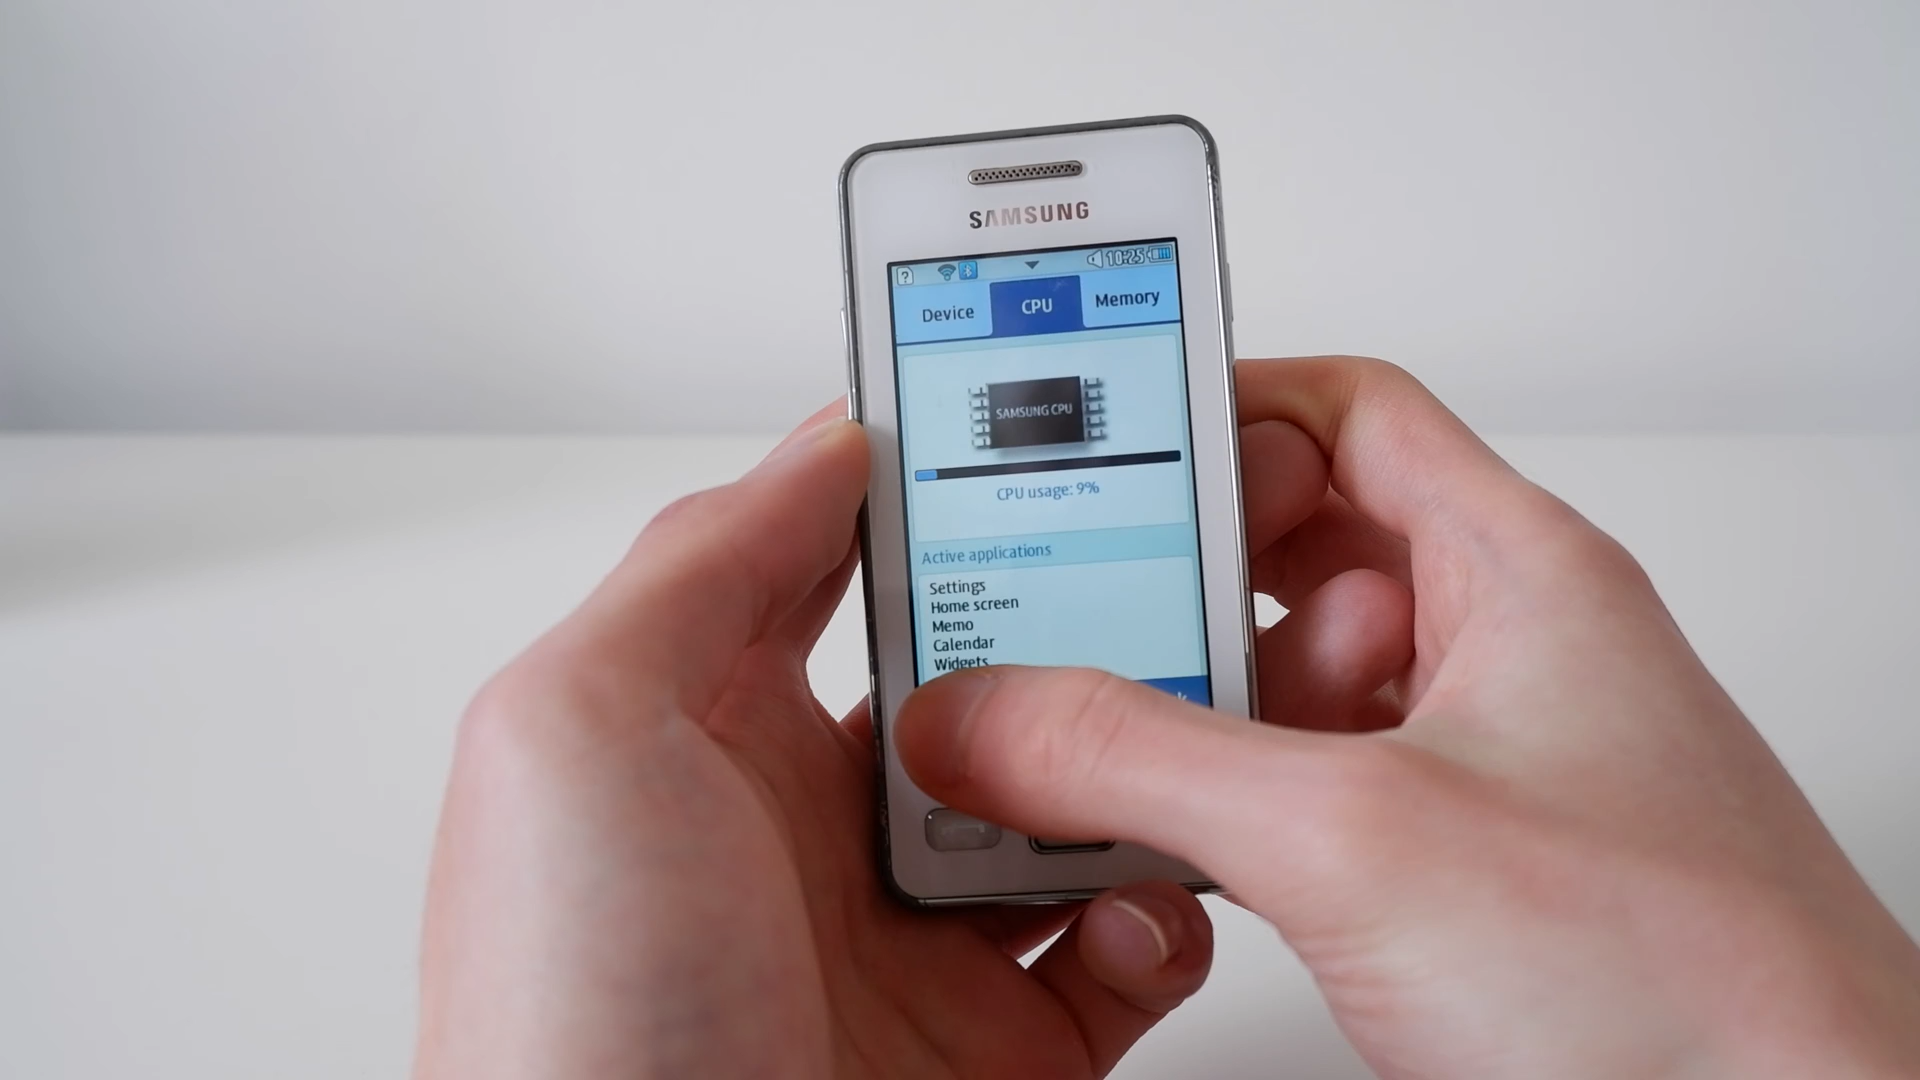 SAMSUNG
? 10:25
Device CPU Memory
SAMSUNG CPU
CPU usage: 9%
Active applications
Settings
Home screen
Memo
Calendar
Widgets